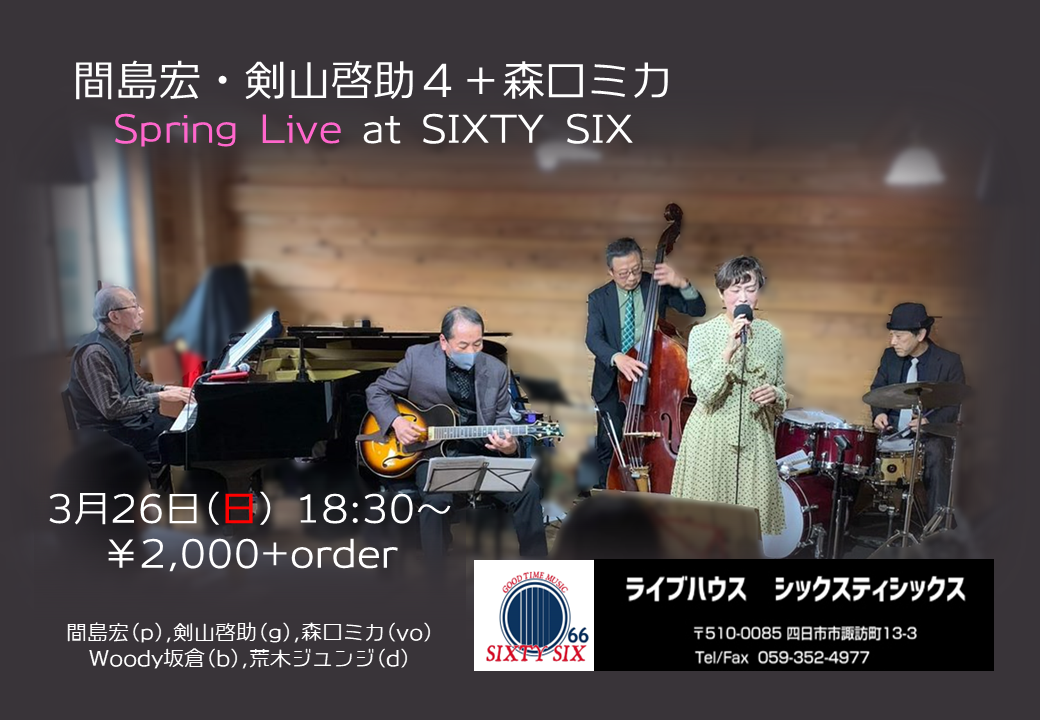 間島宏・剣山啓助４＋森口ミカ
Spring Live at SIXTY SIX
3月26日（日） 18:30～
￥2,000+order
間島宏（p）,剣山啓助（g）,森口ミカ（vo）
Woody坂倉（b）,荒木ジュンジ（d）
GOOD TIME MUSIC
66
SIXTY SIX
ライブハウス シックスティシックス
〒510-0085 四日市市諏訪町13-3
Tel/Fax 059-352-4977